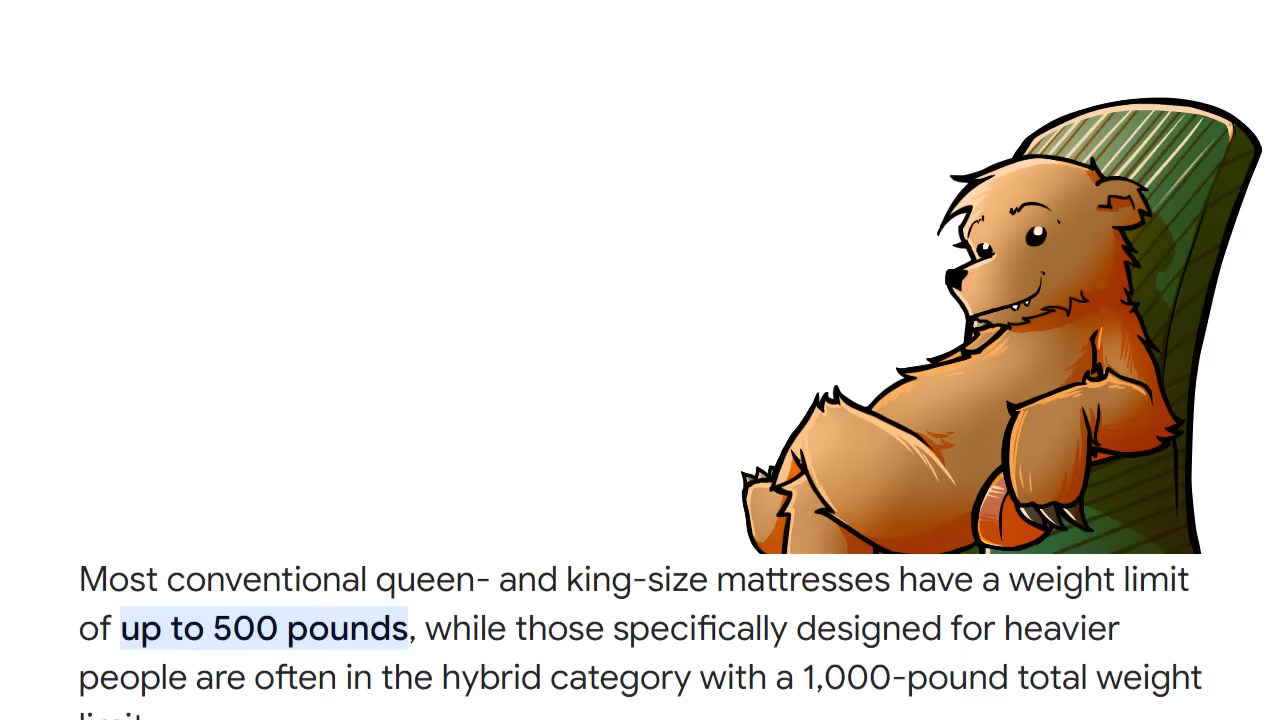 Most conventional queen- and king-size mattresses have a weight limit
of up to 500 pounds, while those specifically designed for heavier
people are often in the hybrid category with a 1,000-pound total weight